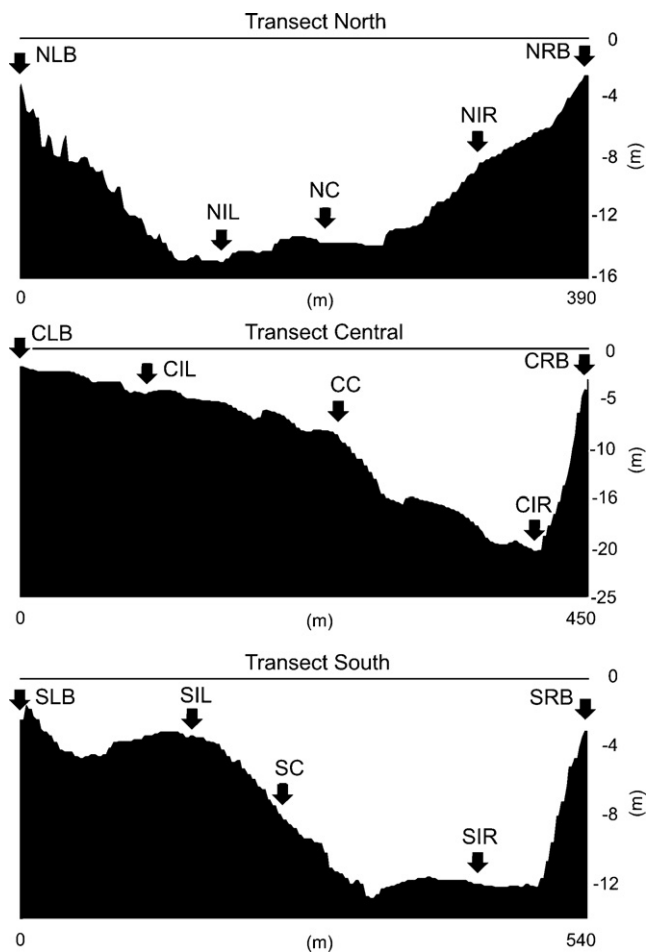 Transect North
0
NLB
NRB
-4
NIR
-8
(m)
NC
NIL
-12
-16
0
(m)
390
Transect Central
CLB
0
CRB
CIL
-5
CC
-10
(m)
-16
CIR
-20
-25
0
(m)
450
Transect South
0
SLB
SIL
SRB
-4
SC
-8
(m)
SIR
-12
0
(m)
540